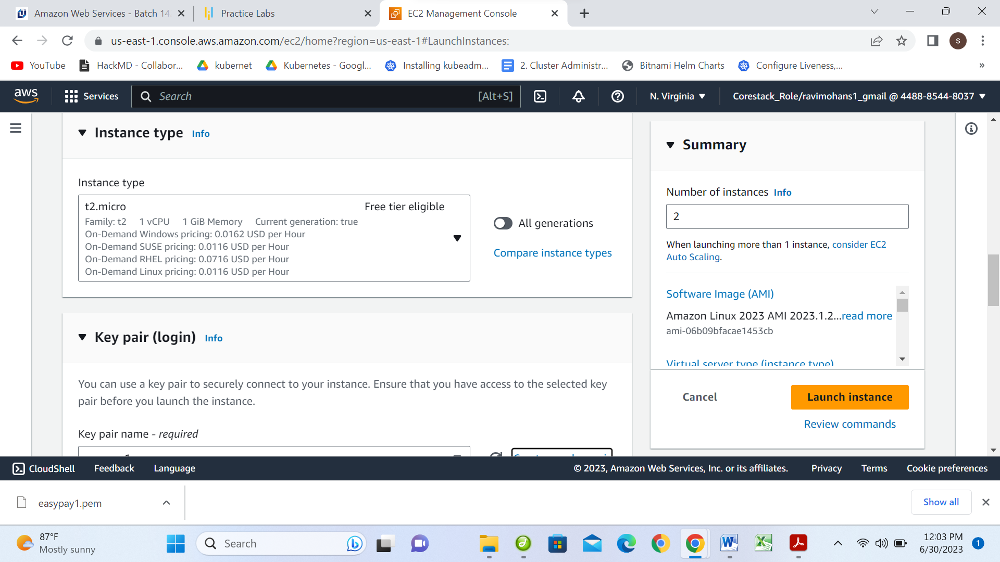 Amazon Web Services - Batch 14
Practice Labs
EC2 Management Console
us-east-1.console.aws.amazon.com/ec2/home?region=us-east-1#LaunchInstances:
S
YouTube
HackMD - Collabor...
kubernet
Kubernetes - Googl...
Installing kubeadm...
2. Cluster Administr...
Bitnami Helm Charts
Configure Liveness,...
»
aws
Services
Search
[Alt+S]
N. Virginia
Corestack_Role/ravimohans1_gmail @ 4488-8544-8037
Instance type Info
Instance type
t2.micro Free tier eligible
Family: t2 1 vCPU 1 GiB Memory Current generation: true
On-Demand Windows pricing: 0.0162 USD per Hour
On-Demand SUSE pricing: 0.0116 USD per Hour
On-Demand RHEL pricing: 0.0716 USD per Hour
On-Demand Linux pricing: 0.0116 USD per Hour
All generations
Compare instance types
Key pair (login) Info
You can use a key pair to securely connect to your instance. Ensure that you have access to the selected key
pair before you launch the instance.
Key pair name - required
Summary
Number of instances Info
2
When launching more than 1 instance, consider EC2
Auto Scaling.
Software Image (AMI)
Amazon Linux 2023 AMI 2023.1.2...read more
ami-06b09bfacae1453cb
Virtual server type (instance type)
Cancel
Launch instance
Review commands
CloudShell
Feedback
Language
© 2023, Amazon Web Services, Inc. or its affiliates.
Privacy
Terms
Cookie preferences
easypay1.pem
Show all
87°F
Mostly sunny
Search
12:03 PM
6/30/2023
1